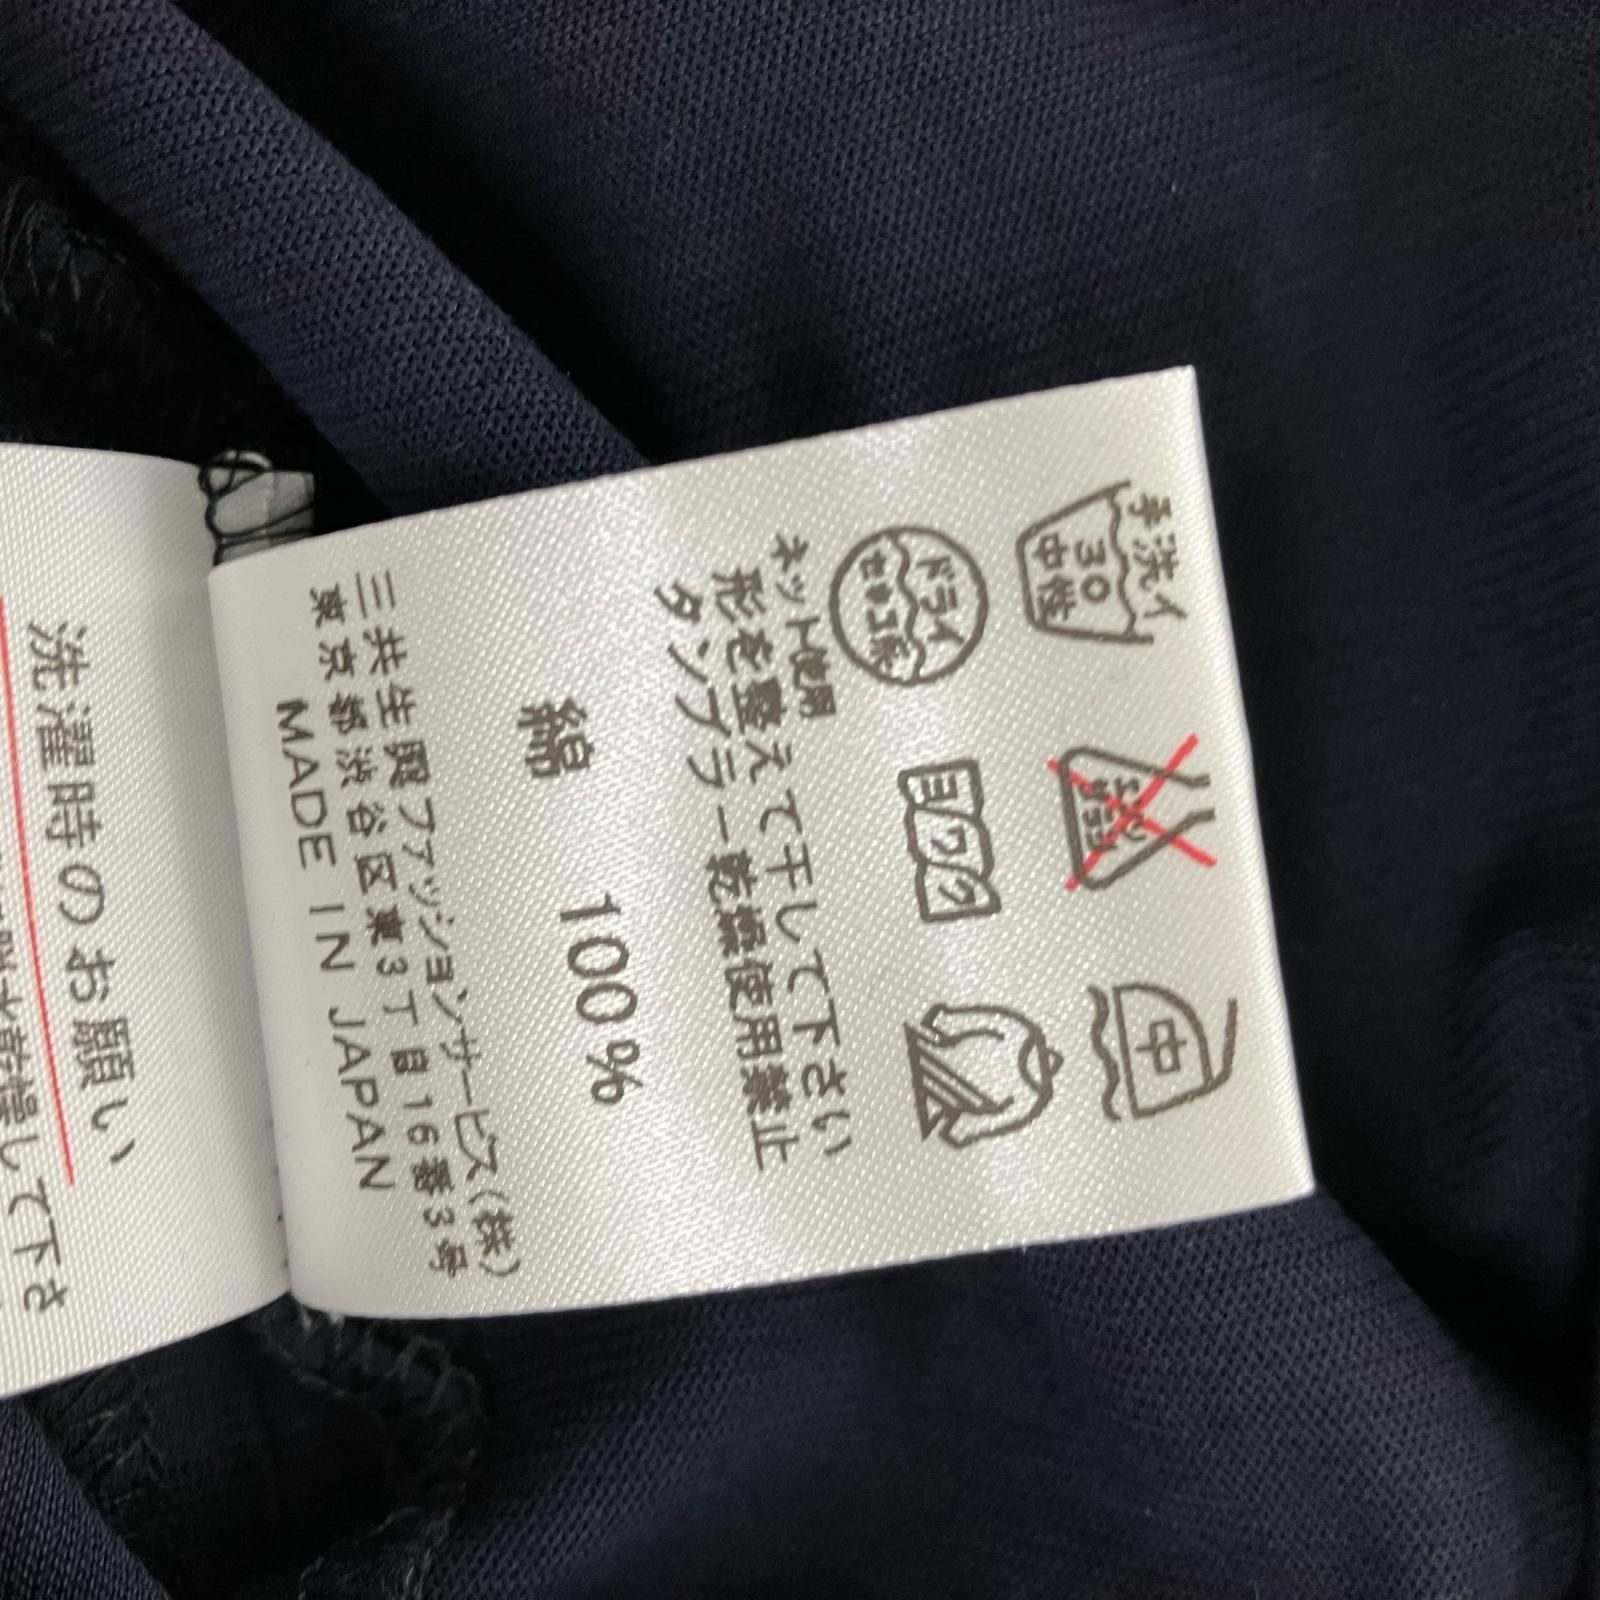 手洗イ
30
中性
エンソ
サラシ
中
ドライ
セキユ系
ヨワク
ネット使用
形を整えて干して下さい
タンブラー乾燥使用禁止
綿 100%
三共生興ファッションサービス(株)
東京都渋谷区東3丁目16番3号
MADE IN JAPAN
洗濯時のお願い
して下さ